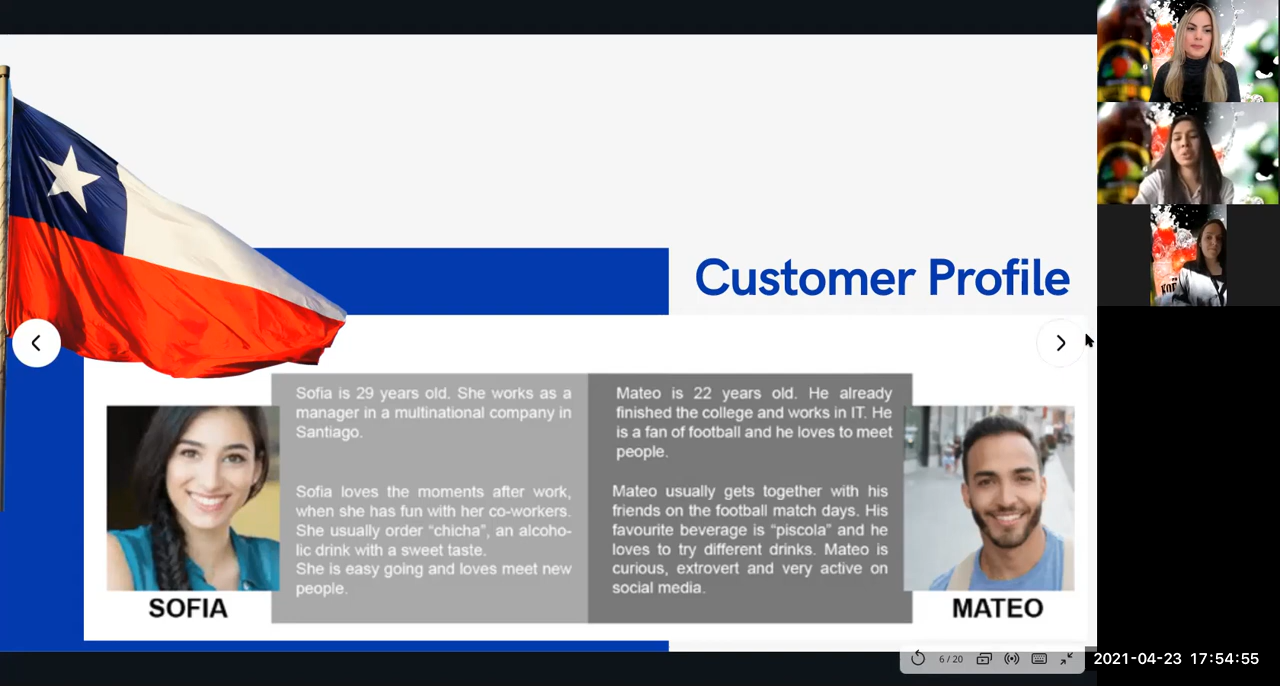 Customer Profile
Sofia is 29 years old. She works as a
manager in a multinational company in
Santiago.
Sofia loves the moments after work,
when she has fun with her co-workers.
She usually order “chicha”, an alcoho-
lic drink with a sweet taste.
She is easy going and loves meet new
people.
SOFIA
Mateo is 22 years old. He already
finished the college and works in IT. He
is a fan of football and he loves to meet
people.
Mateo usually gets together with his
friends on the football match days. His
favourite beverage is “piscola” and he
loves to try different drinks. Mateo is
curious, extrovert and very active on
social media.
MATEO
6 / 20
2021-04-23 17:54:55